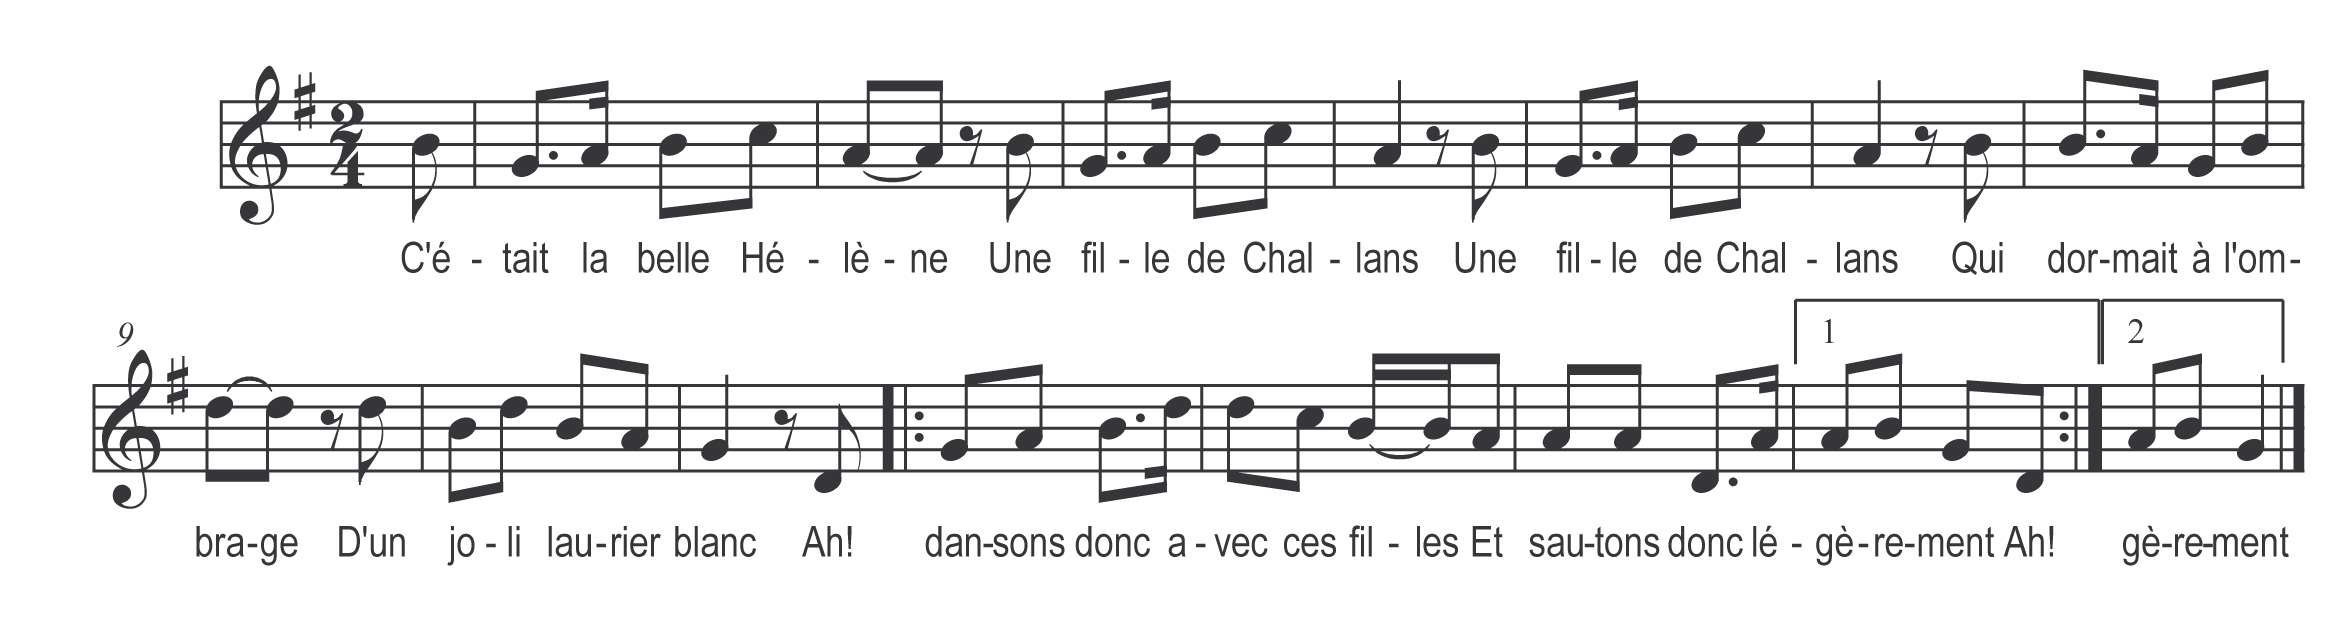 C'é - tait la belle Hé - lè - ne Une fil - le de Chal - lans Une fil - le de Chal - lans Qui dor-mait à l'om-
9
1 2
bra-ge D'un jo - li lau-rier blanc Ah! dan-sons donc a - vec ces fil - les Et sau-tons donc lé - gè-re-ment Ah! gè-re-ment